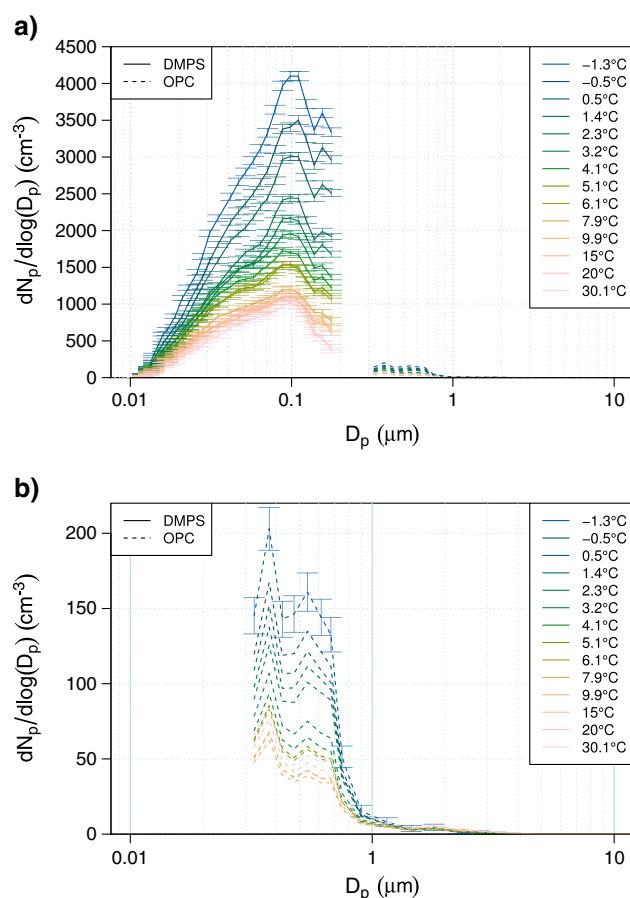 a)
dNp/dlog(Dp) (cm⁻³)
4500
4000
3500
3000
2500
2000
1500
1000
500
0
DMPS
OPC
−1.3°C
−0.5°C
0.5°C
1.4°C
2.3°C
3.2°C
4.1°C
5.1°C
6.1°C
7.9°C
9.9°C
15°C
20°C
30.1°C
0.01 0.1 1 10
Dp (μm)
b)
dNp/dlog(Dp) (cm⁻³)
200
150
100
50
0
DMPS
OPC
−1.3°C
−0.5°C
0.5°C
1.4°C
2.3°C
3.2°C
4.1°C
5.1°C
6.1°C
7.9°C
9.9°C
15°C
20°C
30.1°C
0.01 1 10
Dp (μm)